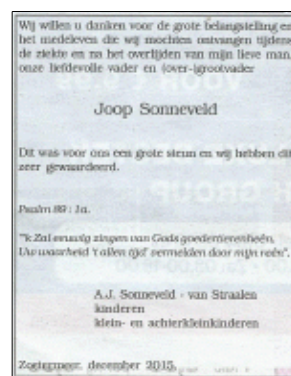 Wij willen u danken voor de grote belangstelling en
het medeleven die wij mochten ontvangen tijdens
de ziekte en na het overlijden van mijn lieve man,
onze liefdevolle vader en (over-)grootvader
Joop Sonneveld
Dit was voor ons een grote steun en wij hebben dit
zeer gewaardeerd.
Psalm 89 : 1a.
"'k Zal eeuwig zingen van Gods goedertierenheên,
Uw waarheid 't allen tijd' vermelden door mijn reên".
A.J. Sonneveld - van Straalen
kinderen
klein- en achterkleinkinderen
Zoetermeer, december 2015.